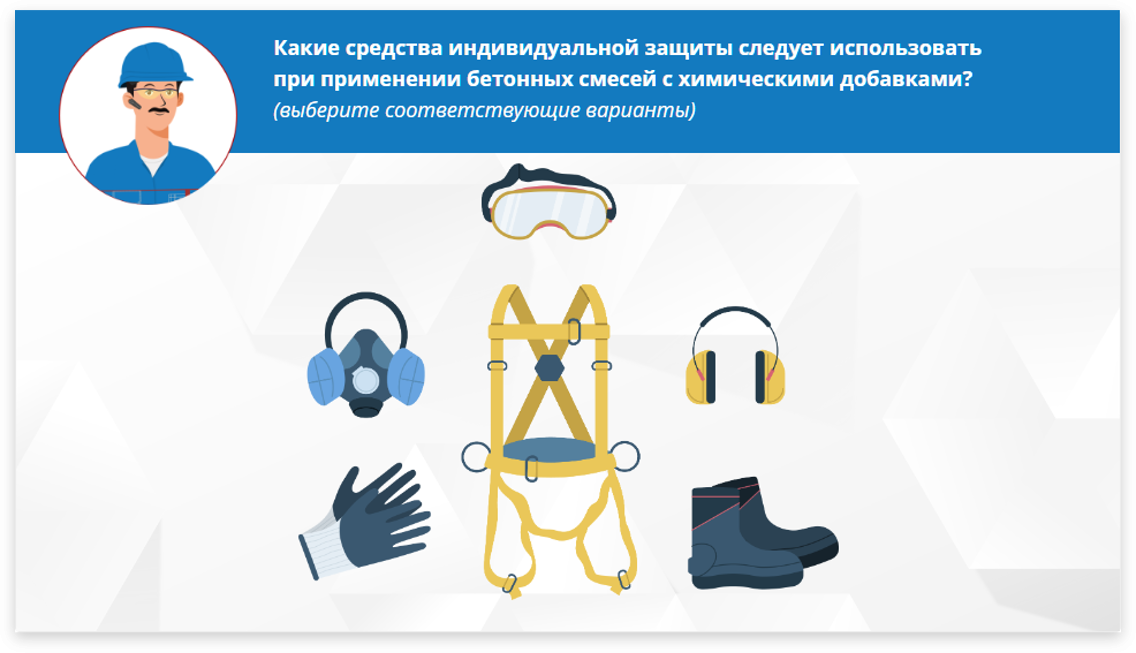 Какие средства индивидуальной защиты следует использовать
при применении бетонных смесей с химическими добавками?
(выберите соответствующие варианты)